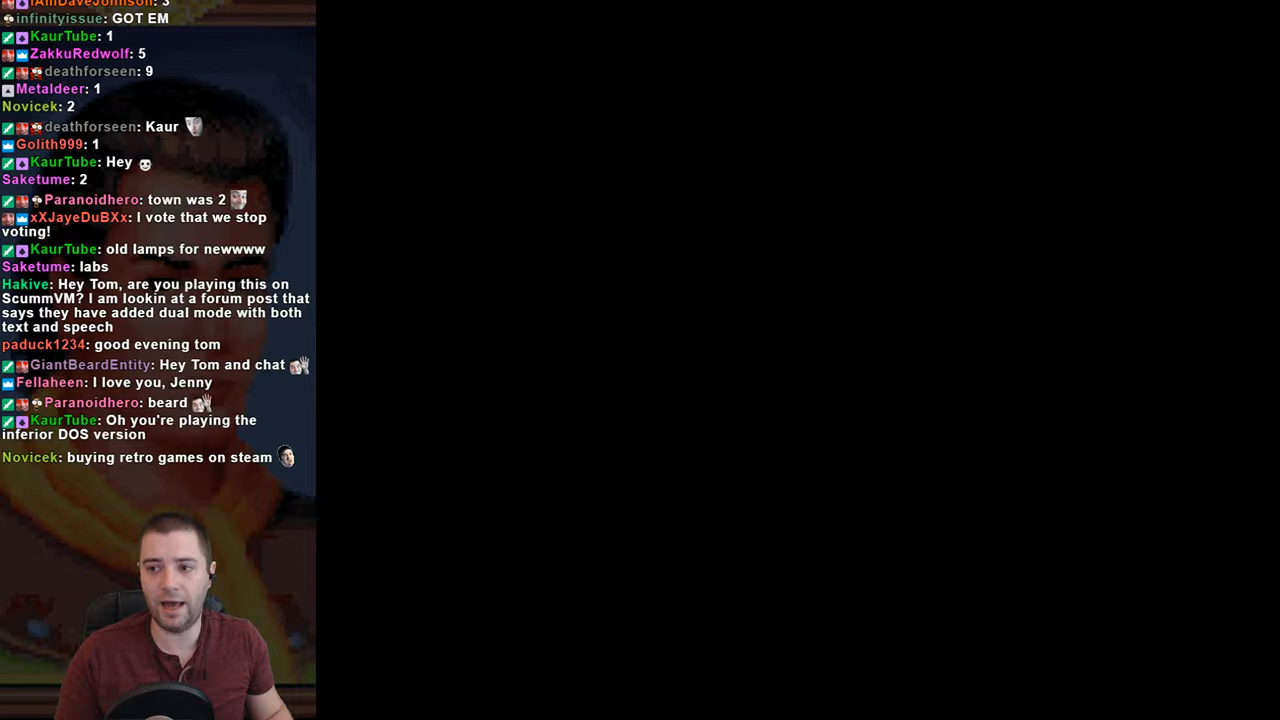 iAmDaveJohnson: 3
infinityissue: GOT EM
KaurTube: 1
ZakkuRedwolf: 5
deathforseen: 9
Metaldeer: 1
Novicek: 2
deathforseen: Kaur
Golith999: 1
KaurTube: Hey
Saketume: 2
Paranoidhero: town was 2
xXJayeDuBXx: I vote that we stop
voting!
KaurTube: old lamps for newwww
Saketume: labs
Hakive: Hey Tom, are you playing this on
ScummVM? I am lookin at a forum post that
says they have added dual mode with both
text and speech
paduck1234: good evening tom
GiantBeardEntity: Hey Tom and chat
Fellaheen: I love you, Jenny
Paranoidhero: beard
KaurTube: Oh you're playing the
inferior DOS version
Novicek: buying retro games on steam